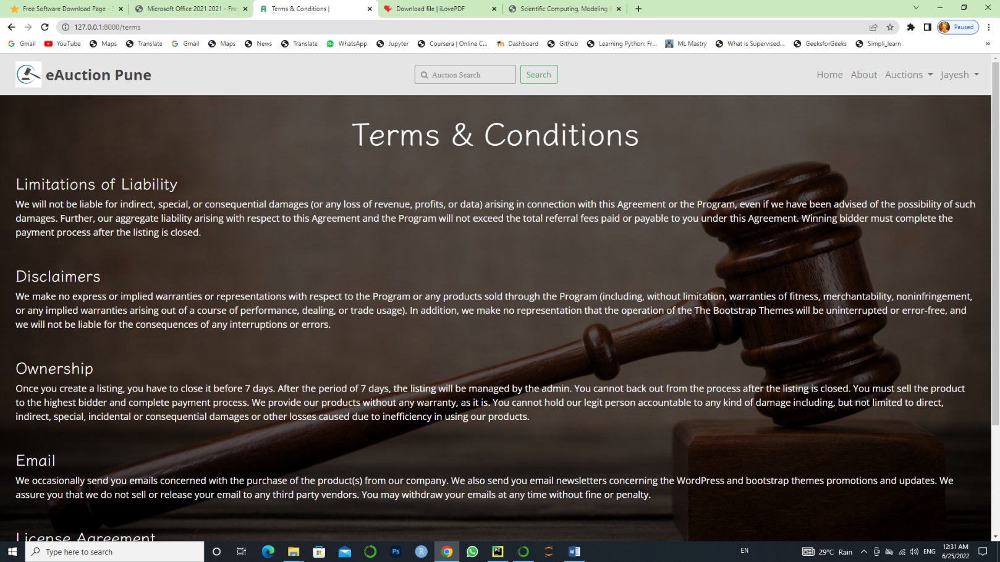 Free Software Download Page - S
Microsoft Office 2021 2021 - Free
Terms & Conditions |
Download file | iLovePDF
Scientific Computing, Modeling &
127.0.0.1:8000/terms
Paused
Gmail YouTube Maps Translate Gmail Maps News Translate WhatsApp Jupyter Coursera | Online C... Dashboard Github Learning Python: Fr... ML Mastry What is Supervised... GeeksforGeeks Simpli_learn »
eAuction Pune
Auction Search
Search
Home About Auctions Jayesh
Terms & Conditions
Limitations of Liability
We will not be liable for indirect, special, or consequential damages (or any loss of revenue, profits, or data) arising in connection with this Agreement or the Program, even if we have been advised of the possibility of such
damages. Further, our aggregate liability arising with respect to this Agreement and the Program will not exceed the total referral fees paid or payable to you under this Agreement. Winning bidder must complete the
payment process after the listing is closed.
Disclaimers
We make no express or implied warranties or representations with respect to the Program or any products sold through the Program (including, without limitation, warranties of fitness, merchantability, noninfringement,
or any implied warranties arising out of a course of performance, dealing, or trade usage). In addition, we make no representation that the operation of the The Bootstrap Themes will be uninterrupted or error-free, and
we will not be liable for the consequences of any interruptions or errors.
Ownership
Once you create a listing, you have to close it before 7 days. After the period of 7 days, the listing will be managed by the admin. You cannot back out from the process after the listing is closed. You must sell the product
to the highest bidder and complete payment process. We provide our products without any warranty, as it is. You cannot hold our legit person accountable to any kind of damage including, but not limited to direct,
indirect, special, incidental or consequential damages or other losses caused due to inefficiency in using our products.
Email
We occasionally send you emails concerned with the purchase of the product(s) from our company. We also send you email newsletters concerning the WordPress and bootstrap themes promotions and updates. We
assure you that we do not sell or release your email to any third party vendors. You may withdraw your emails at any time without fine or penalty.
License Agreement
Type here to search
Ps
R
PC
W
EN
29°C Rain
ENG
12:31 AM
6/25/2022